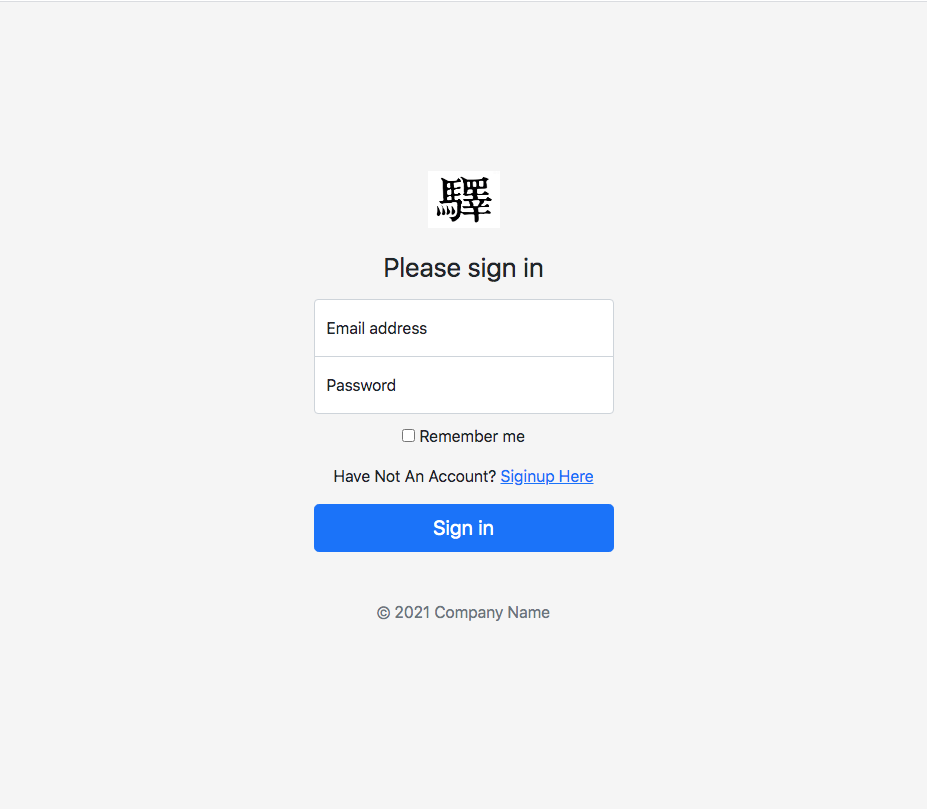 驛
Please sign in
Email address
Password
Remember me
Have Not An Account? Siginup Here
Sign in
© 2021 Company Name